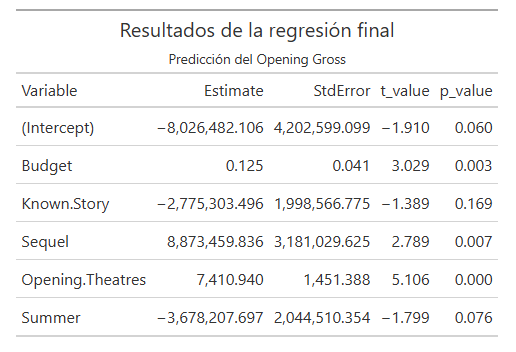 Resultados de la regresión final
Predicción del Opening Gross
Variable Estimate StdError t_value p_value
(Intercept) −8,026,482.106 4,202,599.099 −1.910 0.060
Budget 0.125 0.041 3.029 0.003
Known.Story −2,775,303.496 1,998,566.775 −1.389 0.169
Sequel 8,873,459.836 3,181,029.625 2.789 0.007
Opening.Theatres 7,410.940 1,451.388 5.106 0.000
Summer −3,678,207.697 2,044,510.354 −1.799 0.076